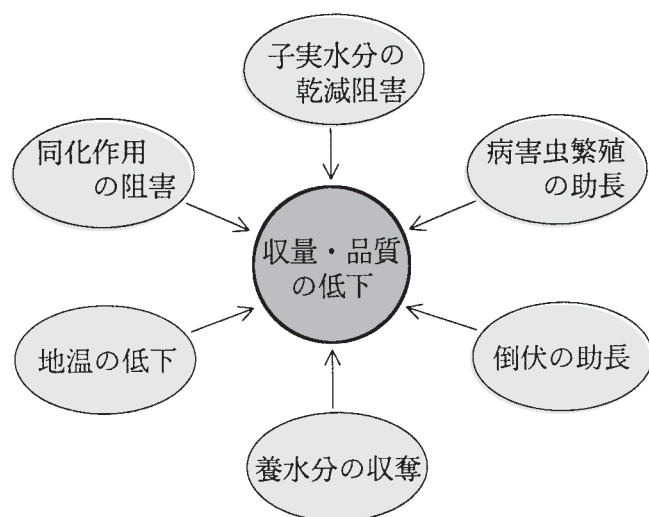 子実水分の
乾減阻害
同化作用
の阻害
病害虫繁殖
の助長
収量・品質
の低下
地温の低下
倒伏の助長
養水分の収奪